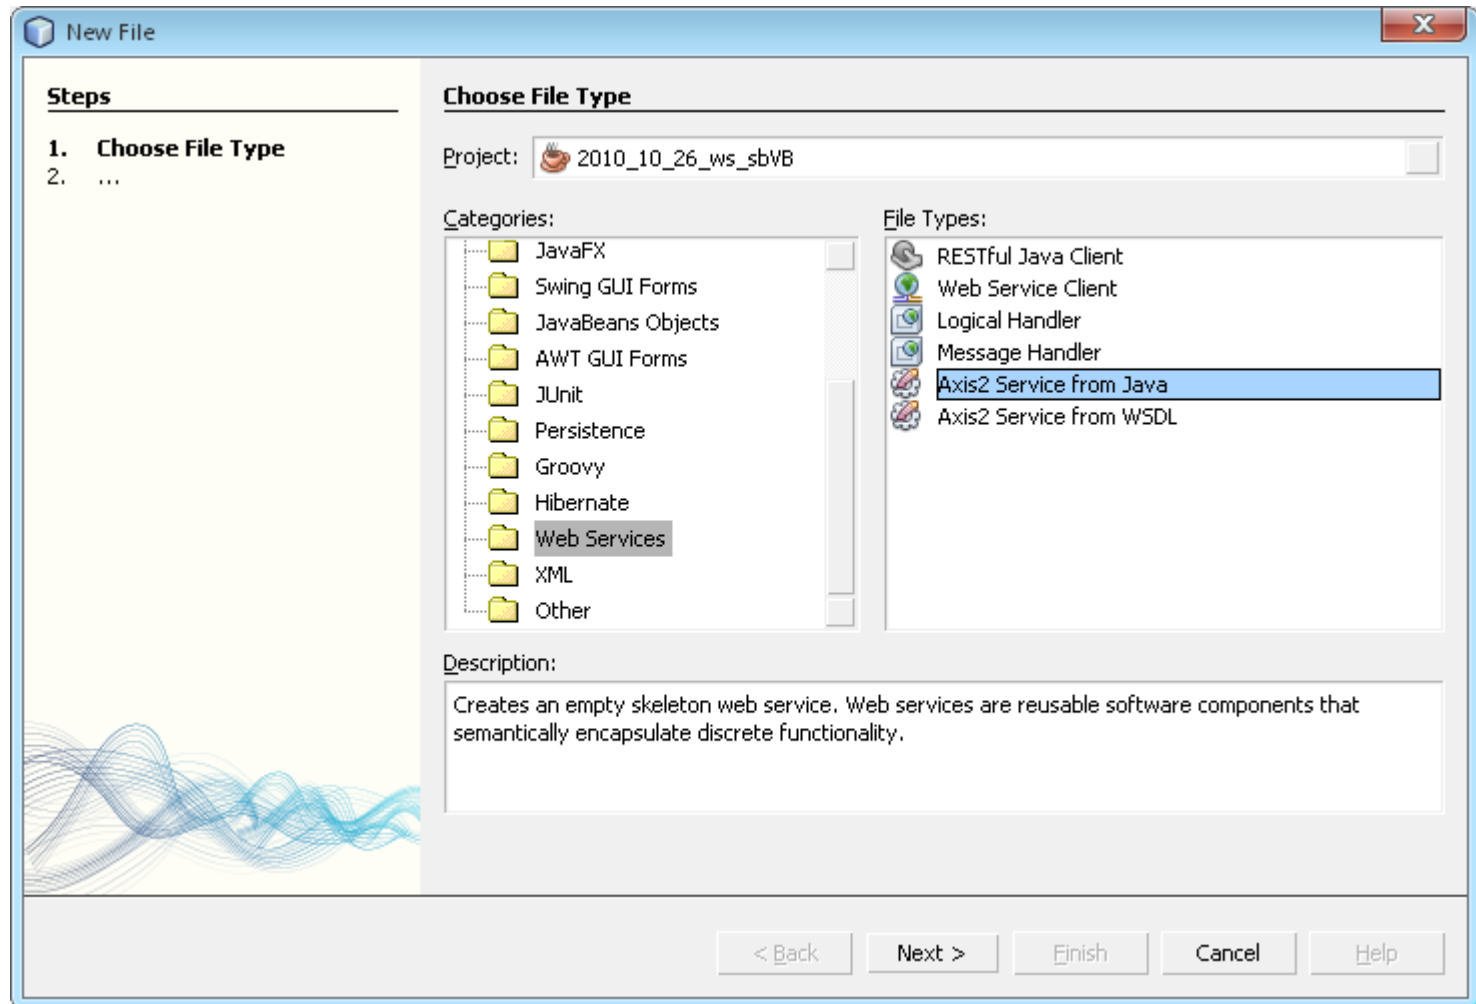 New File
Steps
1. Choose File Type
2. ...
Choose File Type
Project: 2010_10_26_ws_sbVB
Categories:
JavaFX
Swing GUI Forms
JavaBeans Objects
AWT GUI Forms
JUnit
Persistence
Groovy
Hibernate
Web Services
XML
Other
File Types:
RESTful Java Client
Web Service Client
Logical Handler
Message Handler
Axis2 Service from Java
Axis2 Service from WSDL
Description:
Creates an empty skeleton web service. Web services are reusable software components that
semantically encapsulate discrete functionality.
< Back Next > Finish Cancel Help